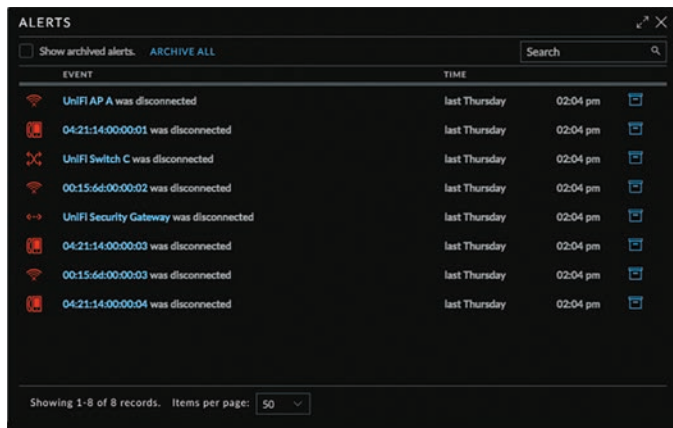 ALERTS
Show archived alerts. ARCHIVE ALL Search
EVENT TIME
UniFi AP A was disconnected last Thursday 02:04 pm
04:21:14:00:00:01 was disconnected last Thursday 02:04 pm
UniFi Switch C was disconnected last Thursday 02:04 pm
00:15:6d:00:00:02 was disconnected last Thursday 02:04 pm
UniFi Security Gateway was disconnected last Thursday 02:04 pm
04:21:14:00:00:03 was disconnected last Thursday 02:04 pm
00:15:6d:00:00:03 was disconnected last Thursday 02:04 pm
04:21:14:00:00:04 was disconnected last Thursday 02:04 pm
Showing 1-8 of 8 records. Items per page: 50